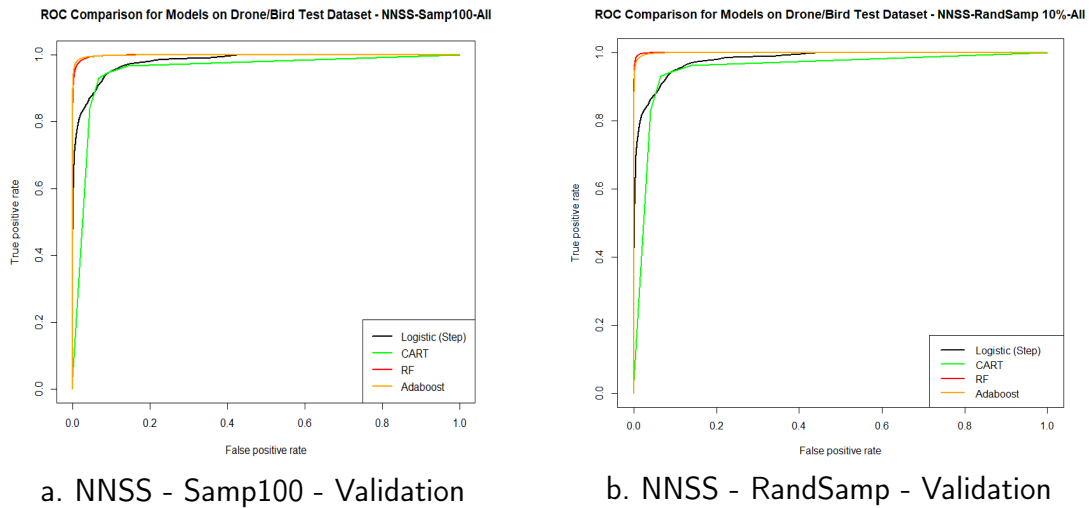 ROC Comparison for Models on Drone/Bird Test Dataset - NNSS-Samp100-All
True positive rate
1.0
0.8
0.6
0.4
0.2
0.0
0.0 0.2 0.4 0.6 0.8 1.0
False positive rate
Logistic (Step)
CART
RF
Adaboost
a. NNSS - Samp100 - Validation
ROC Comparison for Models on Drone/Bird Test Dataset - NNSS-RandSamp 10%-All
True positive rate
1.0
0.8
0.6
0.4
0.2
0.0
0.0 0.2 0.4 0.6 0.8 1.0
False positive rate
Logistic (Step)
CART
RF
Adaboost
b. NNSS - RandSamp - Validation